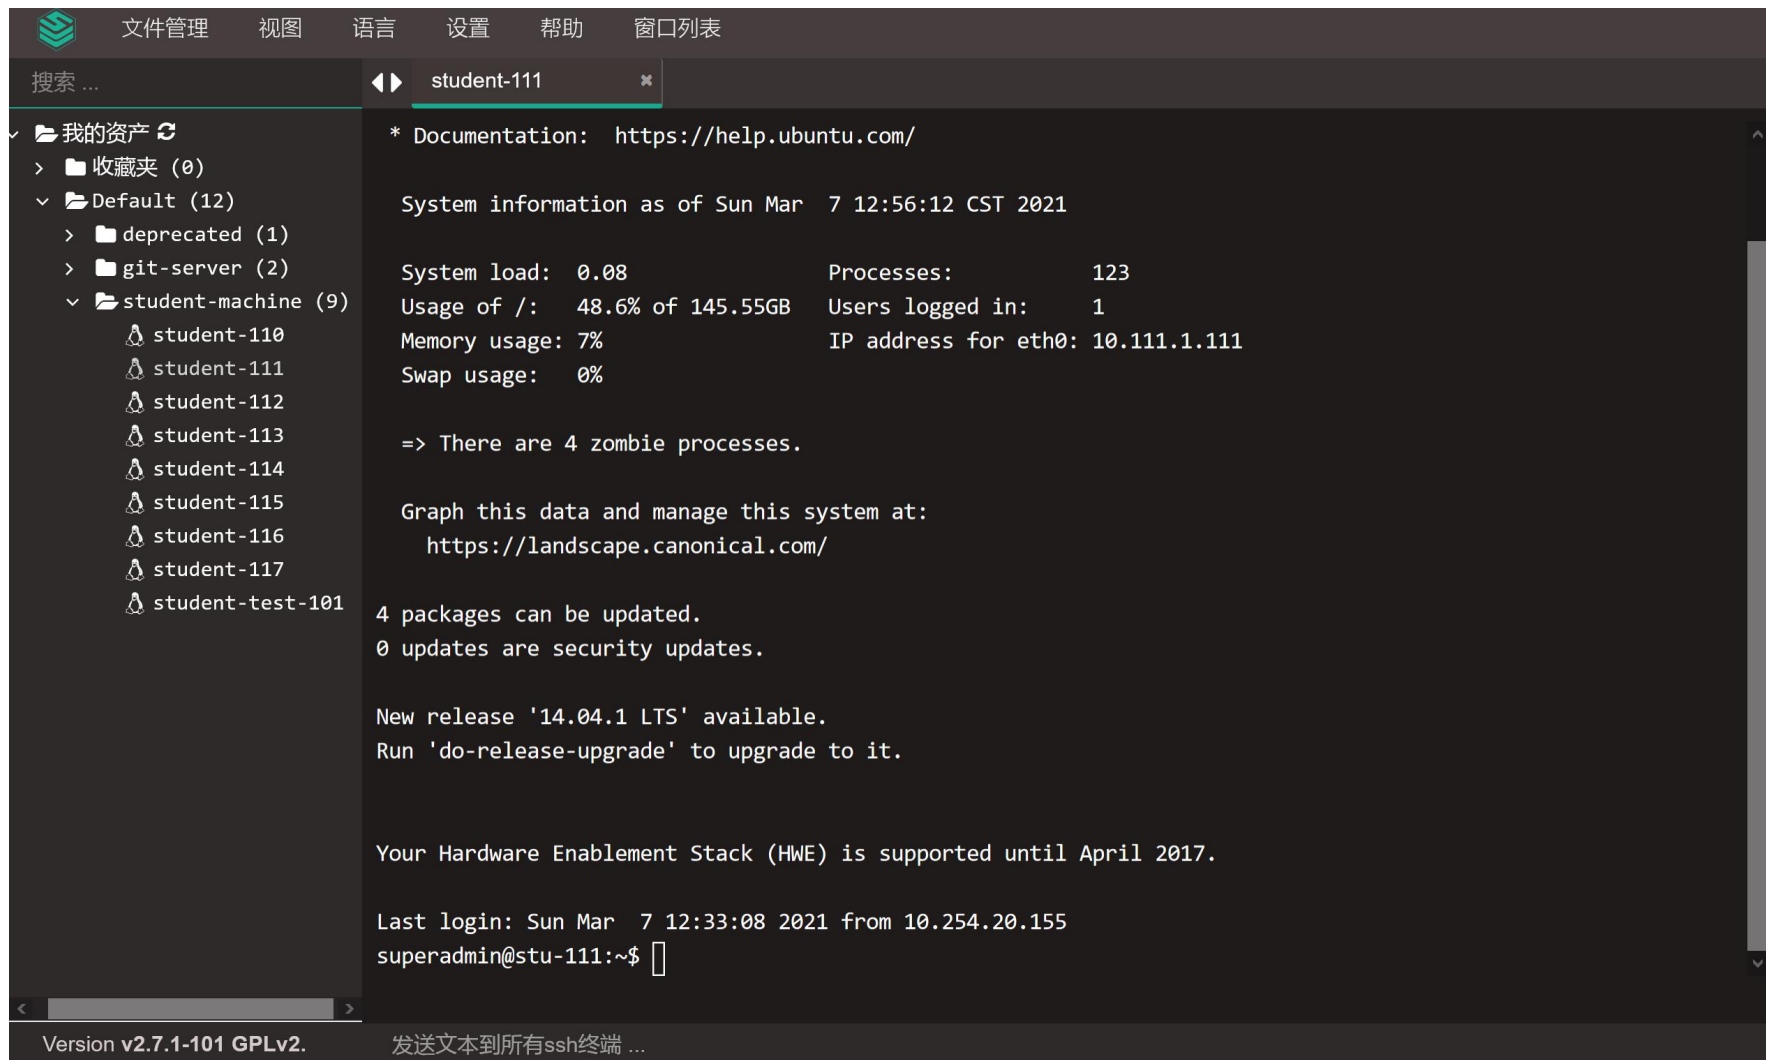 文件管理 视图 语言 设置 帮助 窗口列表
搜索 ...
student-111
我的资产
收藏夹 (0)
Default (12)
deprecated (1)
git-server (2)
student-machine (9)
student-110
student-111
student-112
student-113
student-114
student-115
student-116
student-117
student-test-101
* Documentation:  https://help.ubuntu.com/
System information as of Sun Mar  7 12:56:12 CST 2021
System load:  0.08                Processes:           123
Usage of /:   48.6% of 145.55GB   Users logged in:     1
Memory usage: 7%                  IP address for eth0: 10.111.1.111
Swap usage:   0%
=> There are 4 zombie processes.
Graph this data and manage this system at:
https://landscape.canonical.com/
4 packages can be updated.
0 updates are security updates.
New release '14.04.1 LTS' available.
Run 'do-release-upgrade' to upgrade to it.
Your Hardware Enablement Stack (HWE) is supported until April 2017.
Last login: Sun Mar  7 12:33:08 2021 from 10.254.20.155
superadmin@stu-111:~$
Version v2.7.1-101 GPLv2.
发送文本到所有ssh终端 ...